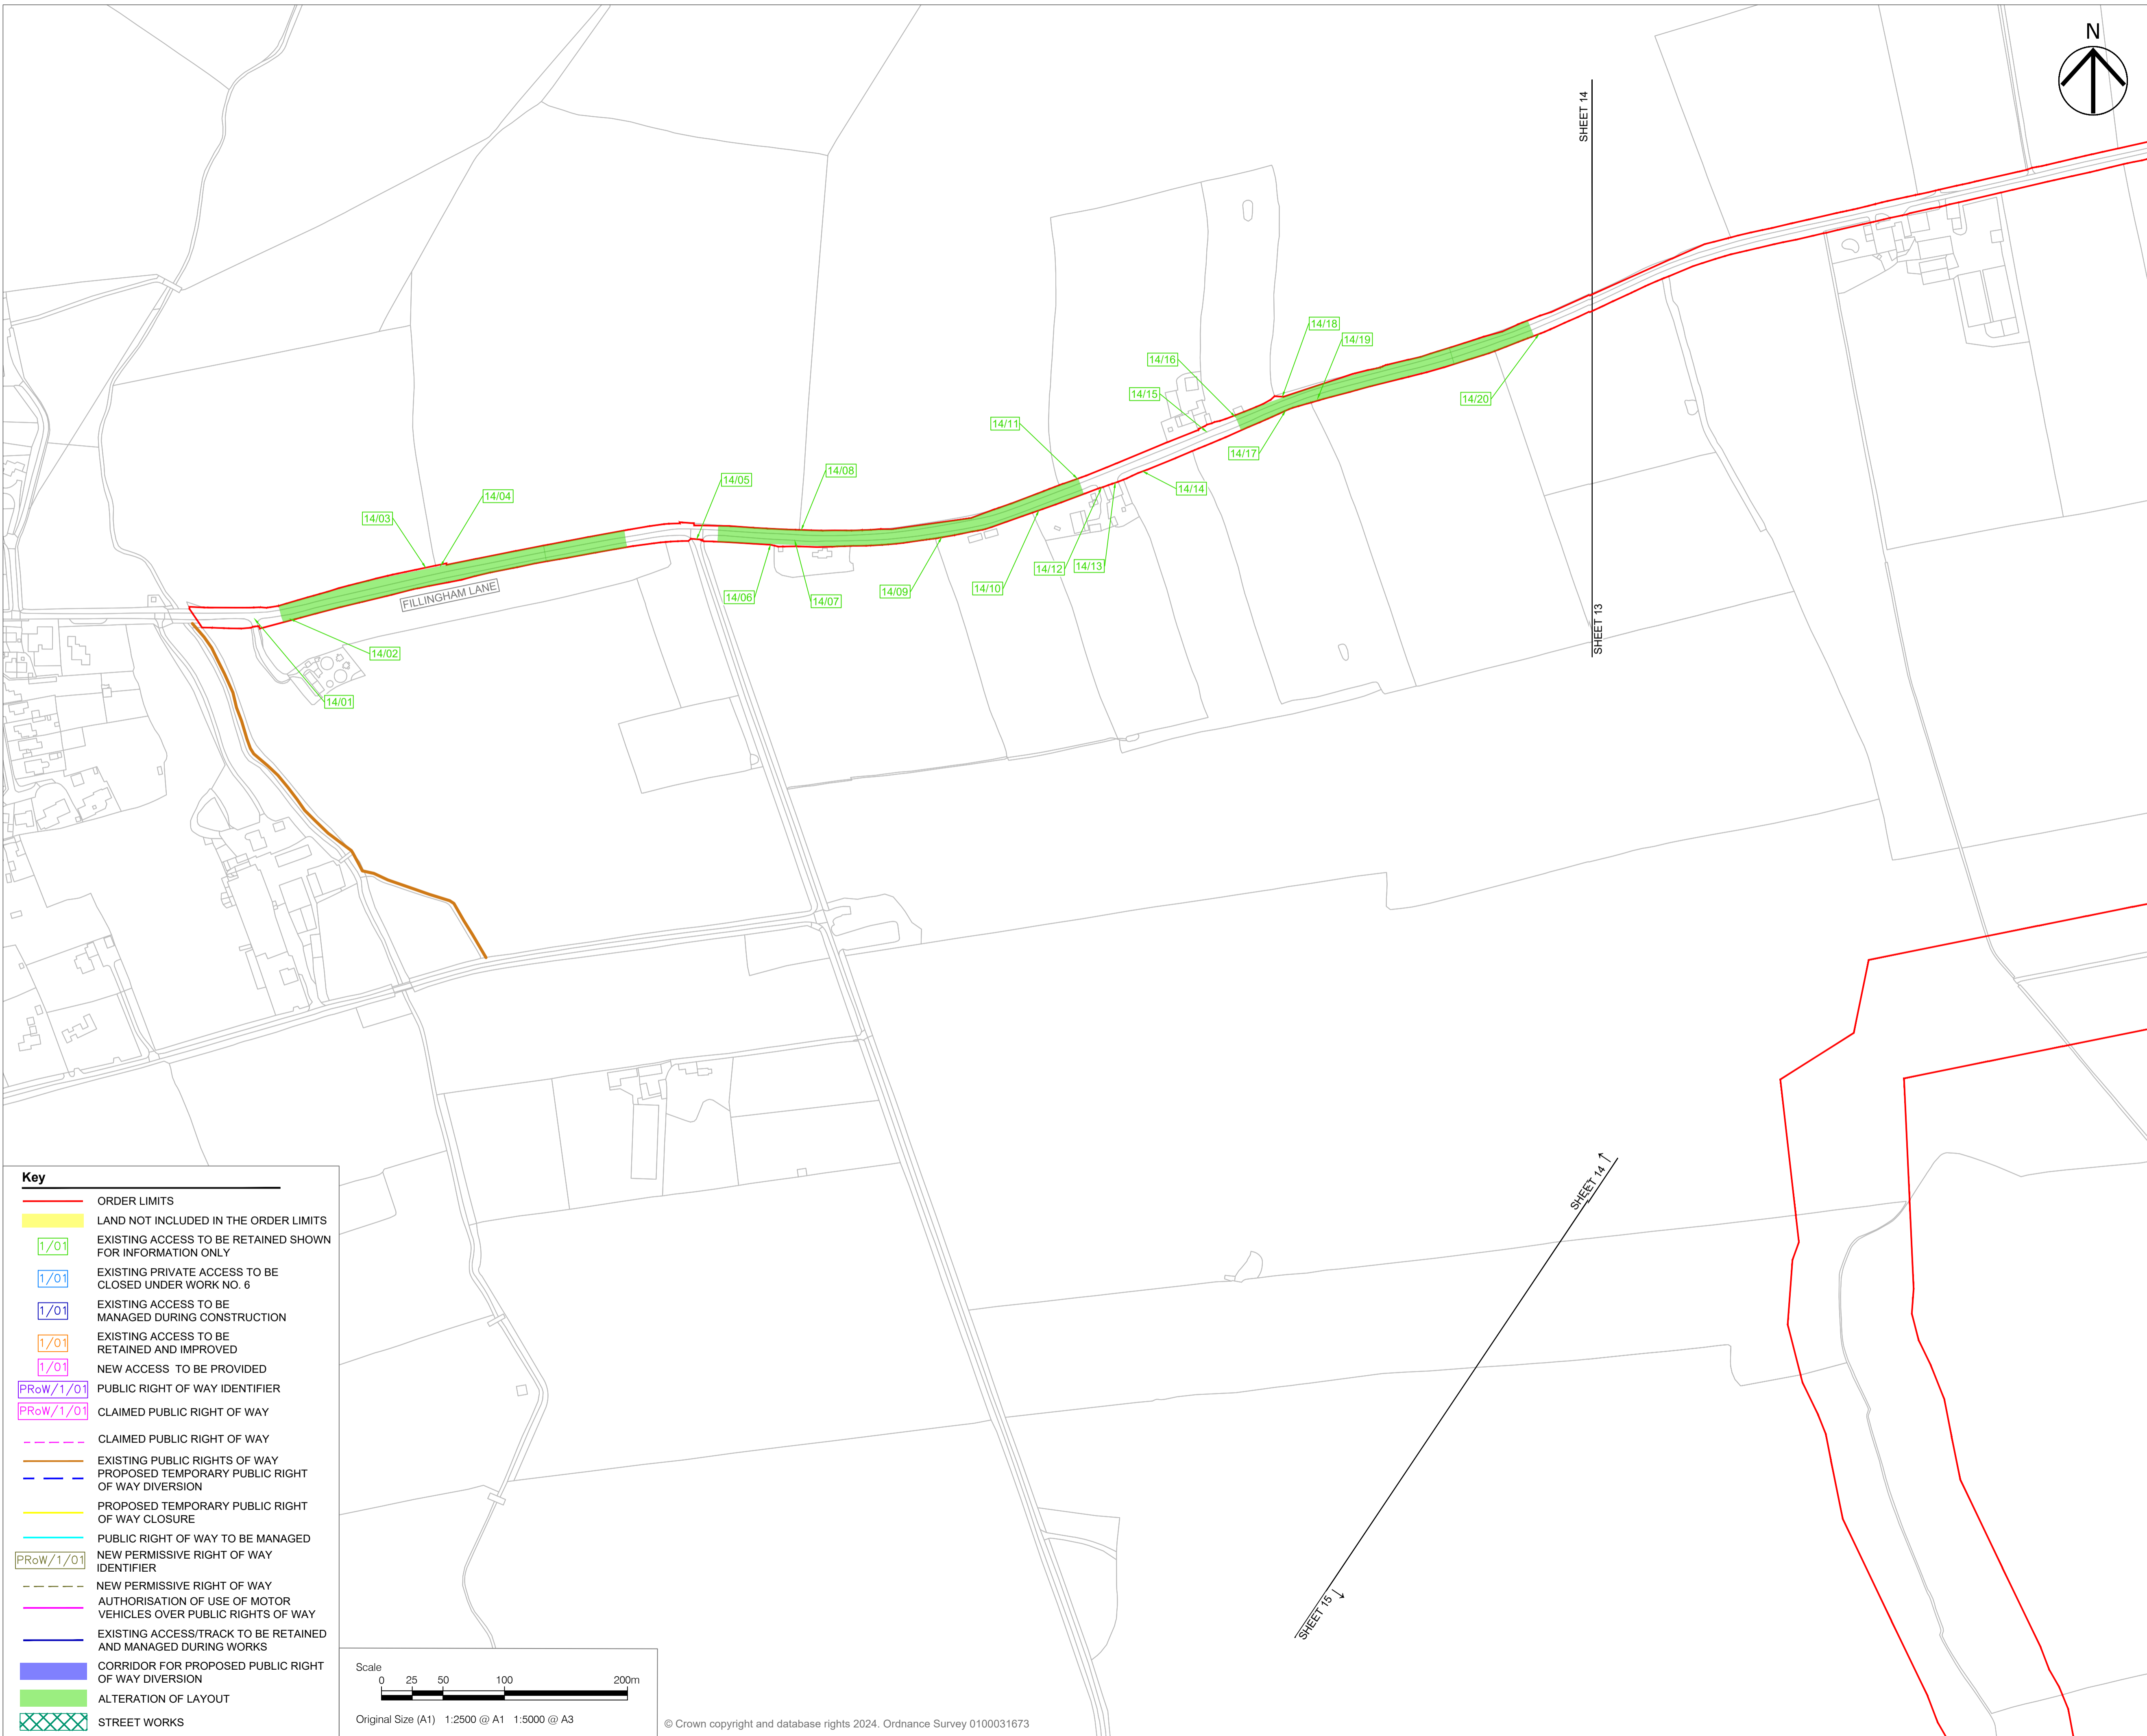 N
SHEET 14
14/18
14/19
14/16
14/15
14/20
14/11
14/17
14/08
14/05
14/14
14/04
14/03
14/12
14/13
14/10
14/09
FILLINGHAM LANE
14/06
14/07
SHEET 13
14/02
14/01
SHEET 14
SHEET 15
Key
ORDER LIMITS
LAND NOT INCLUDED IN THE ORDER LIMITS
1/01 EXISTING ACCESS TO BE RETAINED SHOWN
FOR INFORMATION ONLY
1/01 EXISTING PRIVATE ACCESS TO BE
CLOSED UNDER WORK NO. 6
1/01 EXISTING ACCESS TO BE
MANAGED DURING CONSTRUCTION
1/01 EXISTING ACCESS TO BE
RETAINED AND IMPROVED
1/01 NEW ACCESS TO BE PROVIDED
PRoW/1/01 PUBLIC RIGHT OF WAY IDENTIFIER
PRoW/1/01 CLAIMED PUBLIC RIGHT OF WAY
CLAIMED PUBLIC RIGHT OF WAY
EXISTING PUBLIC RIGHTS OF WAY
PROPOSED TEMPORARY PUBLIC RIGHT
OF WAY DIVERSION
PROPOSED TEMPORARY PUBLIC RIGHT
OF WAY CLOSURE
PUBLIC RIGHT OF WAY TO BE MANAGED
PRoW/1/01 NEW PERMISSIVE RIGHT OF WAY
IDENTIFIER
NEW PERMISSIVE RIGHT OF WAY
AUTHORISATION OF USE OF MOTOR
VEHICLES OVER PUBLIC RIGHTS OF WAY
EXISTING ACCESS/TRACK TO BE RETAINED
AND MANAGED DURING WORKS
CORRIDOR FOR PROPOSED PUBLIC RIGHT
OF WAY DIVERSION
ALTERATION OF LAYOUT
STREET WORKS
Scale
0 25 50 100 200m
Original Size (A1) 1:2500 @ A1 1:5000 @ A3
© Crown copyright and database rights 2024. Ordnance Survey 0100031673